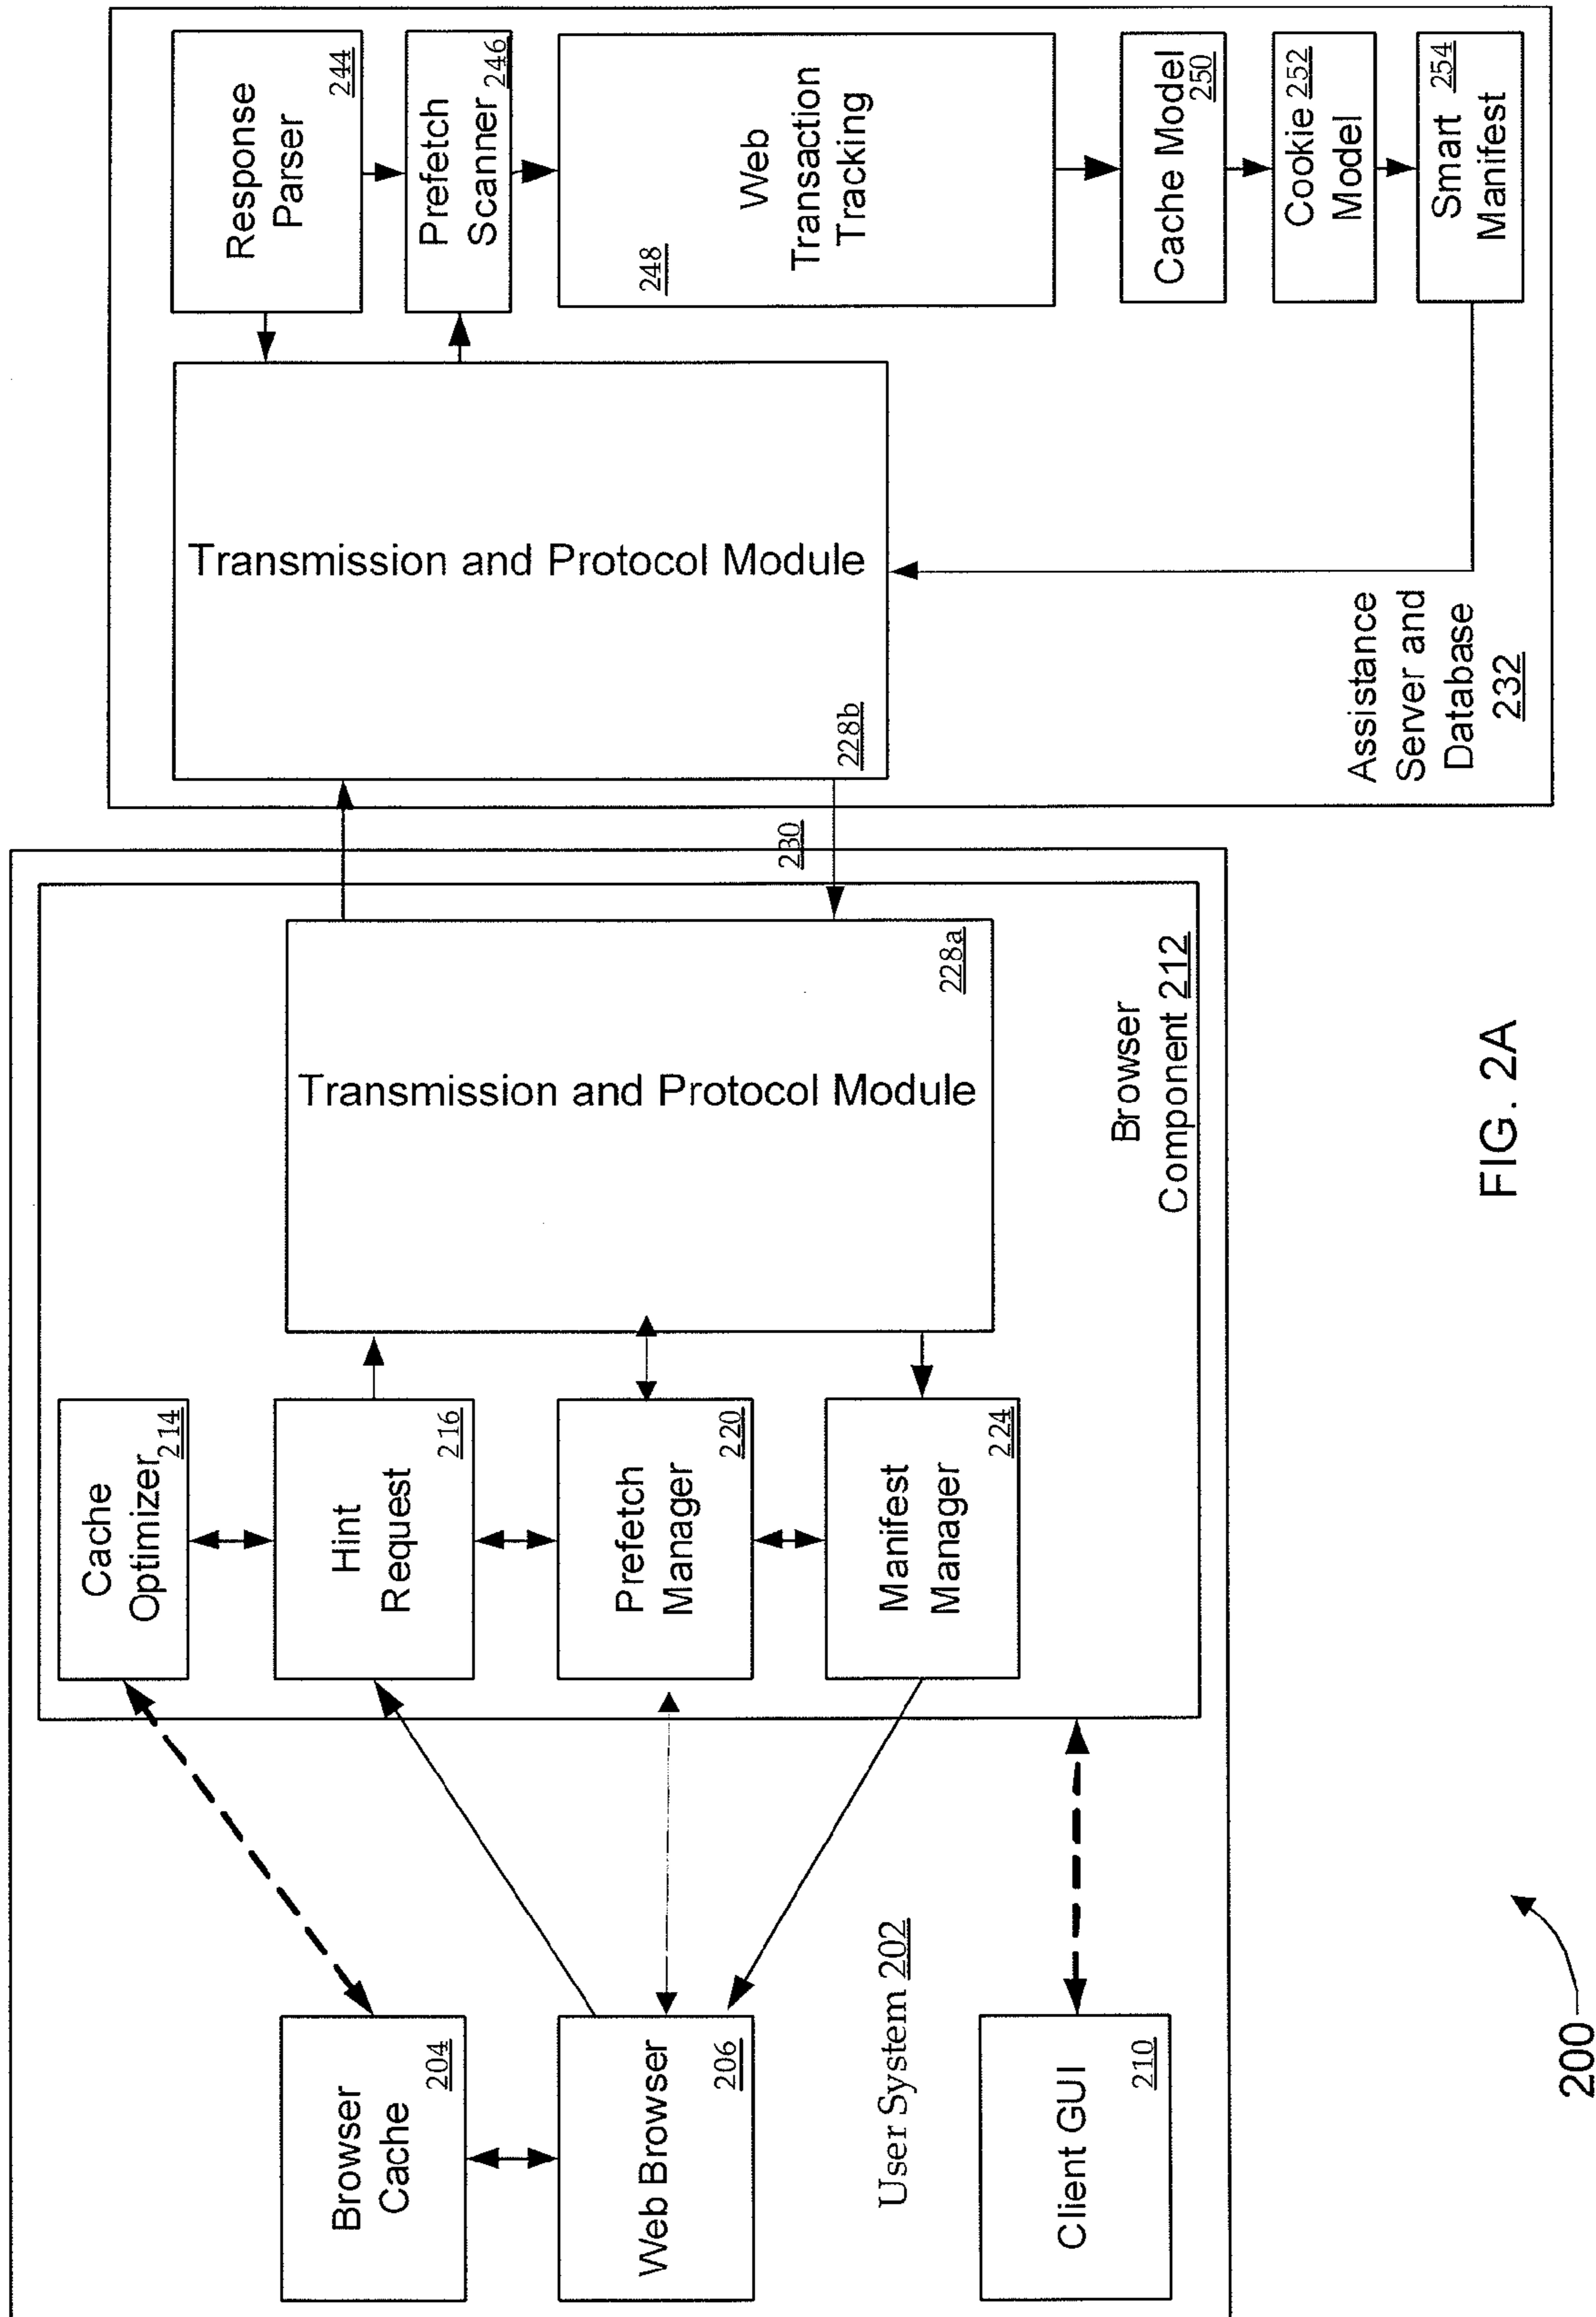 Browser
Cache
204
Web Browser
206
User System 202
Client GUI
210
Cache
Optimizer
214
Hint
Request
216
Prefetch
Manager
220
Manifest
Manager
224
Transmission and Protocol Module
228a
Browser
Component 212
230
Transmission and Protocol Module
228b
Assistance
Server and
Database
232
Response
Parser
244
Prefetch
Scanner
246
Web
Transaction
Tracking
248
Cache Model
250
Cookie 252
Model
Smart 254
Manifest
200
FIG. 2A